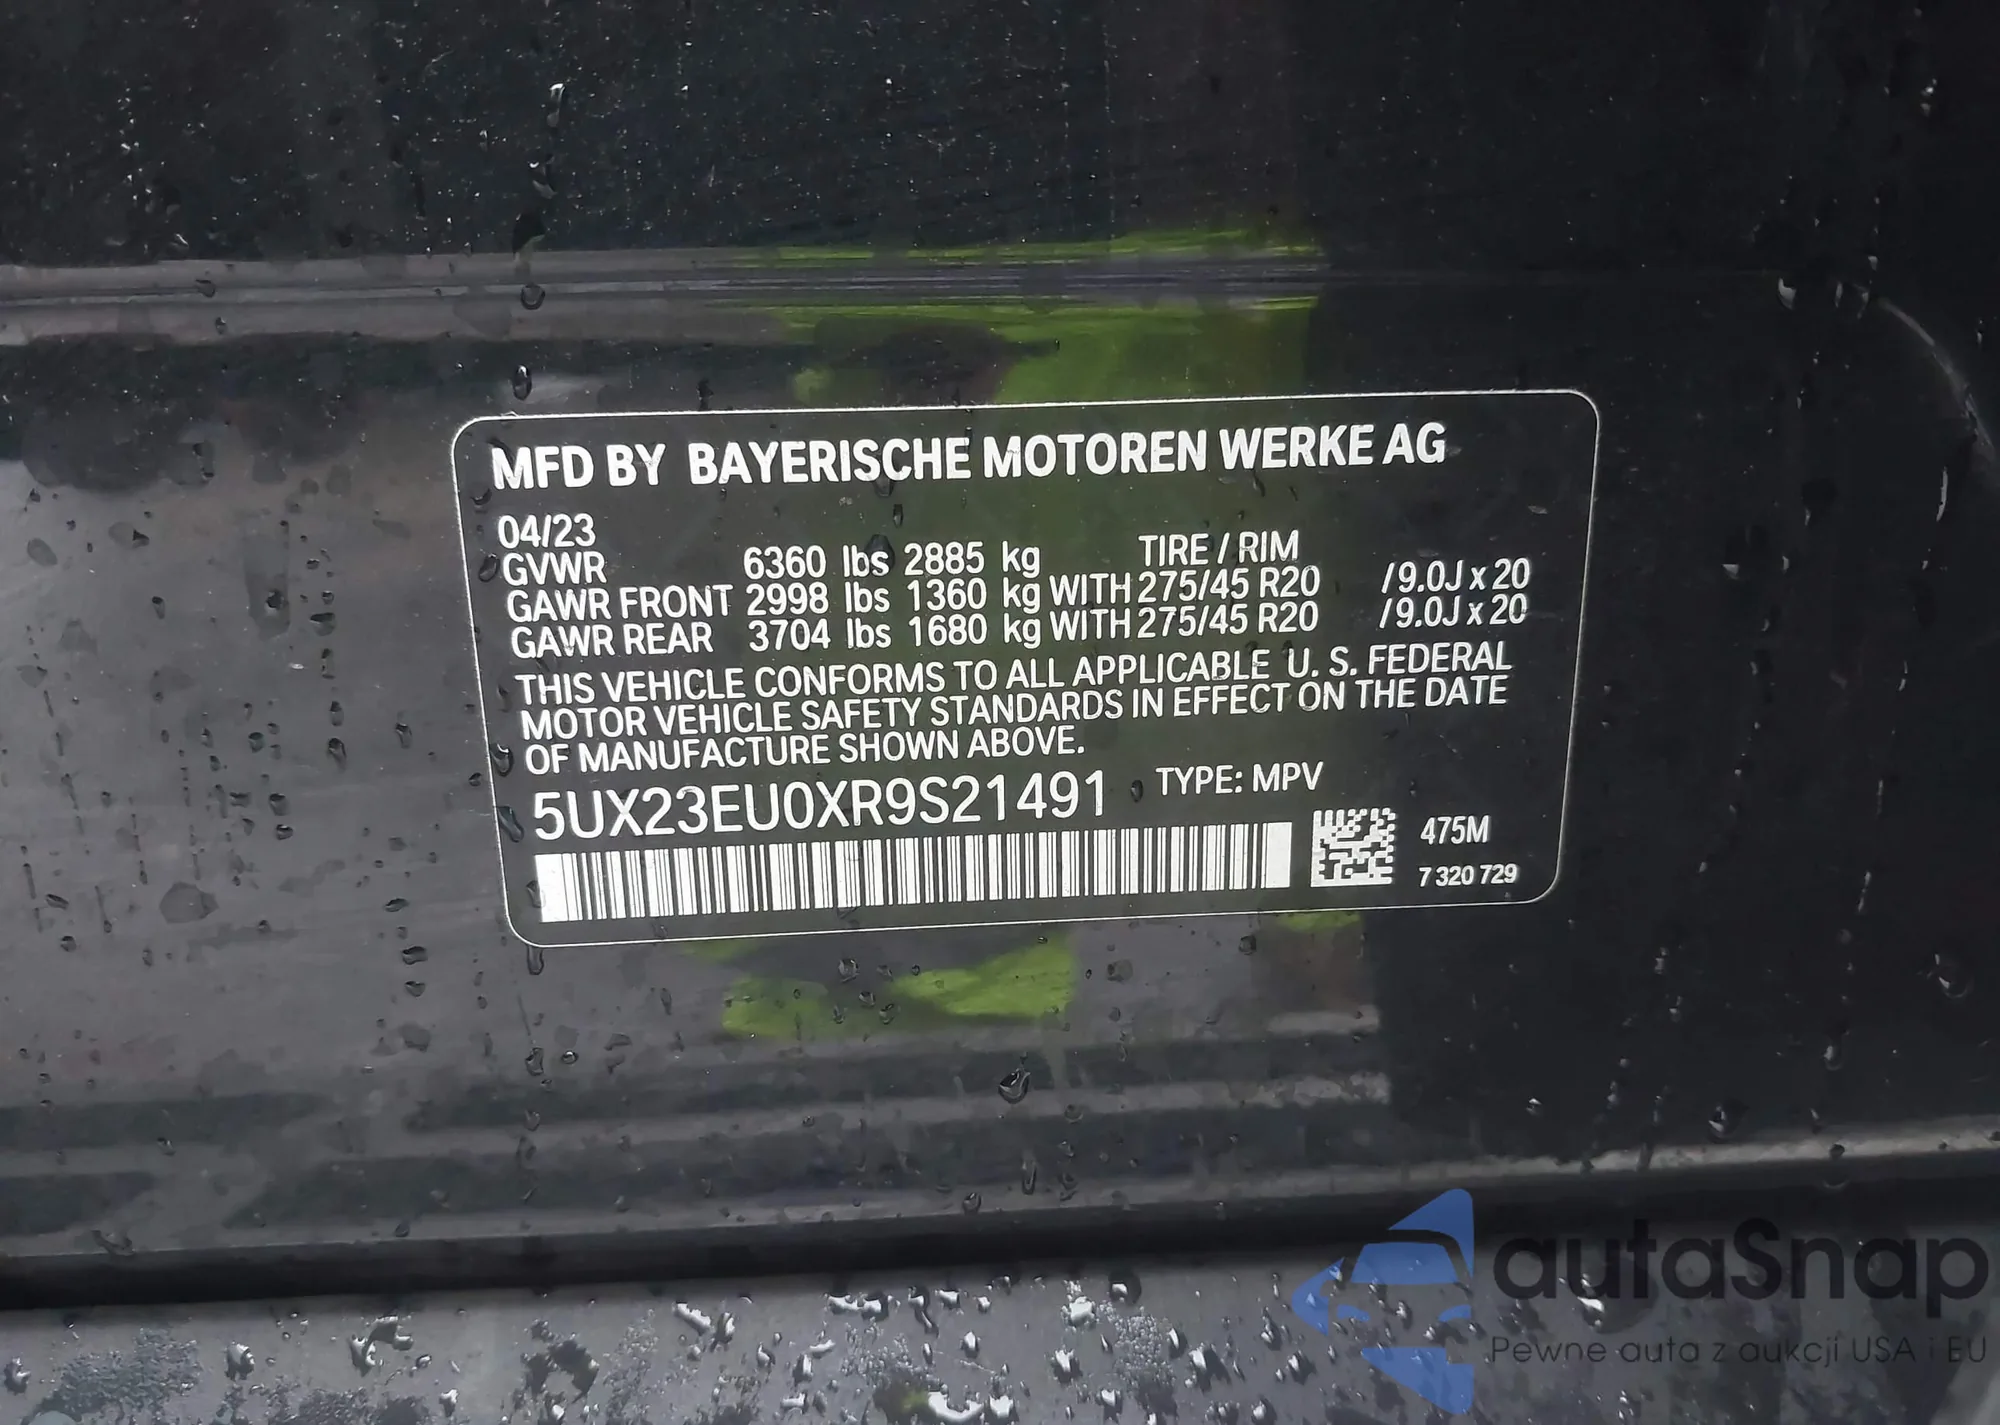 MFD BY BAYERISCHE MOTOREN WERKE AG
04/23
GVWR 6360 lbs 2885 kg TIRE / RIM
GAWR FRONT 2998 lbs 1360 kg WITH 275/45 R20 /9.0J x 20
GAWR REAR 3704 lbs 1680 kg WITH 275/45 R20 /9.0J x 20
THIS VEHICLE CONFORMS TO ALL APPLICABLE U. S. FEDERAL
MOTOR VEHICLE SAFETY STANDARDS IN EFFECT ON THE DATE
OF MANUFACTURE SHOWN ABOVE.
5UX23EU0XR9S21491 TYPE: MPV
475M
7 320 729
autaSnap
Pewne auta z aukcji USA i EU